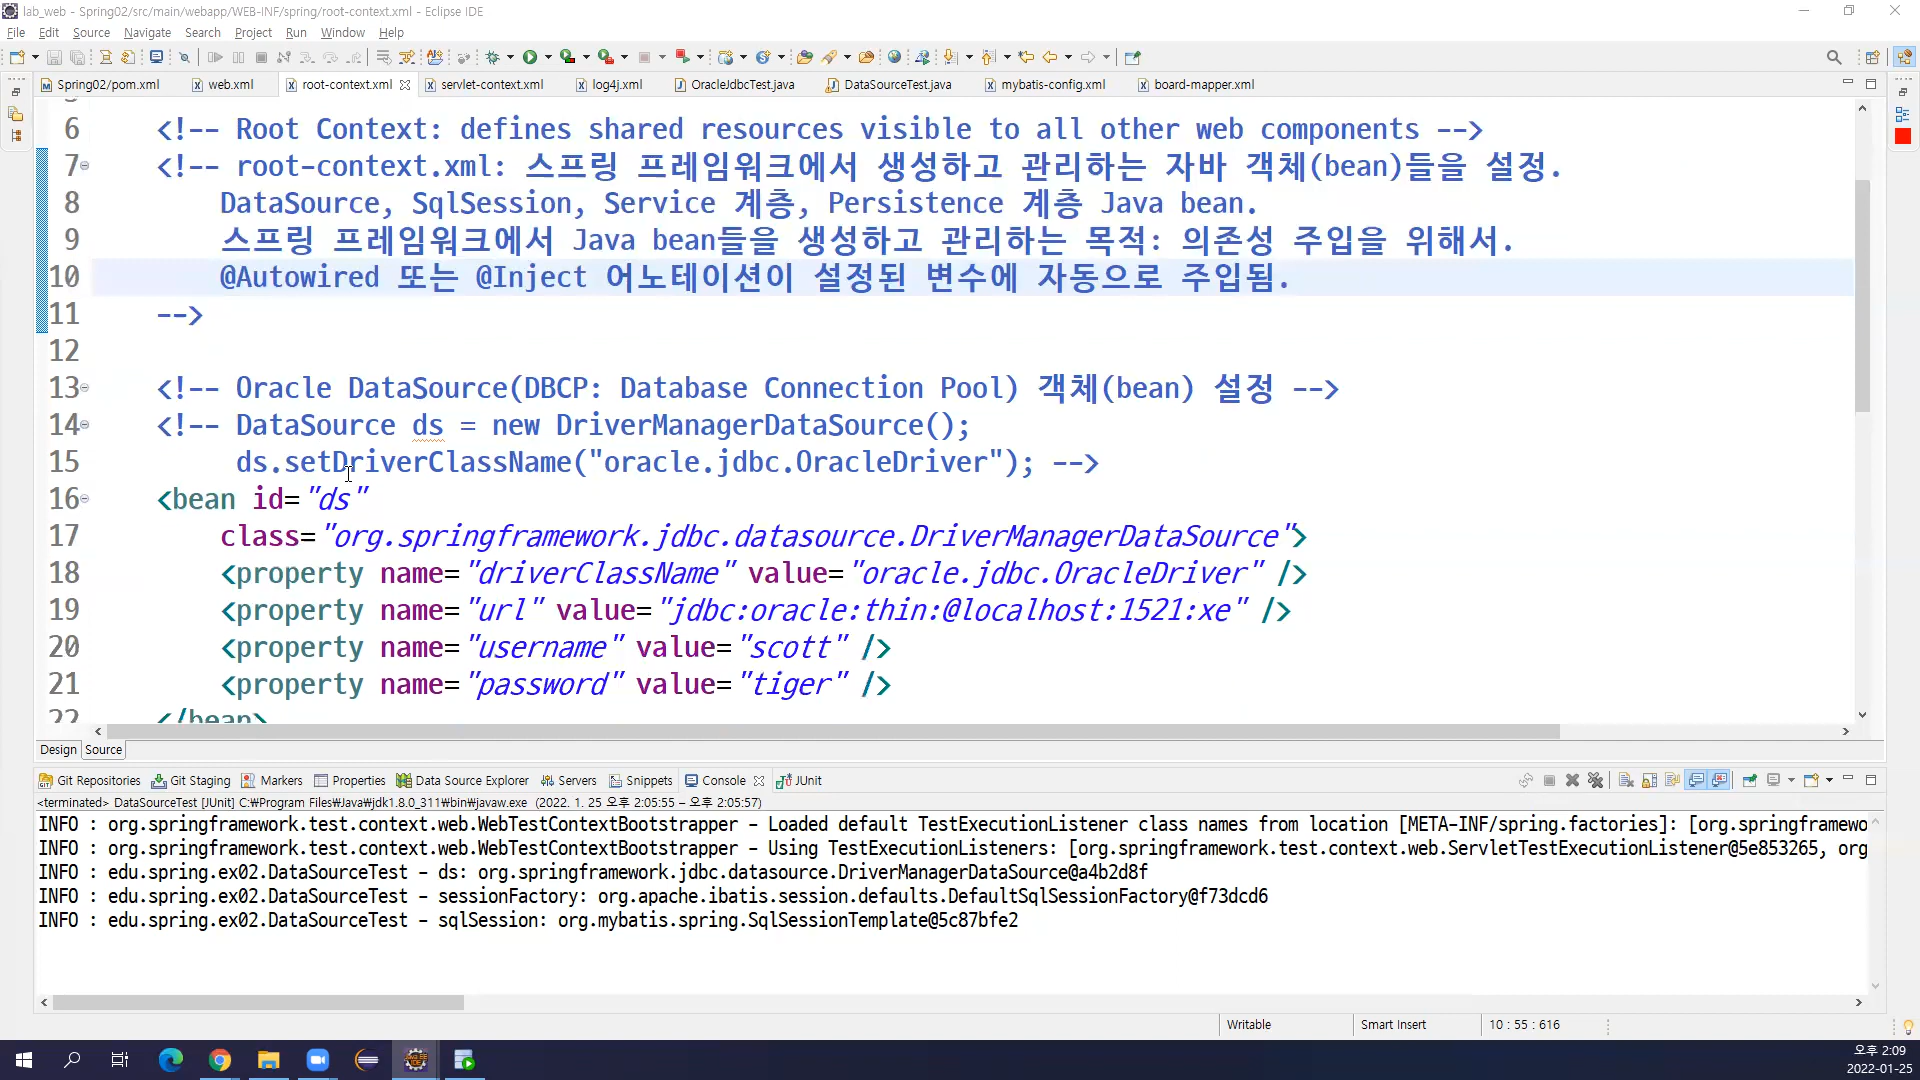 lab_web - Spring02/src/main/webapp/WEB-INF/spring/root-context.xml - Eclipse IDE
File Edit Source Navigate Search Project Run Window Help
Spring02/pom.xml web.xml root-context.xml servlet-context.xml log4j.xml OracleJdbcTest.java DataSourceTest.java mybatis-config.xml board-mapper.xml
6 <!-- Root Context: defines shared resources visible to all other web components -->
7 <!-- root-context.xml: 스프링 프레임워크에서 생성하고 관리하는 자바 객체(bean)들을 설정.
8 DataSource, SqlSession, Service 계층, Persistence 계층 Java bean.
9 스프링 프레임워크에서 Java bean들을 생성하고 관리하는 목적: 의존성 주입을 위해서.
10 @Autowired 또는 @Inject 어노테이션이 설정된 변수에 자동으로 주입됨.
11 -->
12
13 <!-- Oracle DataSource(DBCP: Database Connection Pool) 객체(bean) 설정 -->
14 <!-- DataSource ds = new DriverManagerDataSource();
15 ds.setDriverClassName("oracle.jdbc.OracleDriver"); -->
16 <bean id="ds"
17 class="org.springframework.jdbc.datasource.DriverManagerDataSource">
18 <property name="driverClassName" value="oracle.jdbc.OracleDriver" />
19 <property name="url" value="jdbc:oracle:thin:@localhost:1521:xe" />
20 <property name="username" value="scott" />
21 <property name="password" value="tiger" />
22 </bean>
Design Source
Git Repositories Git Staging Markers Properties Data Source Explorer Servers Snippets Console JUnit
<terminated> DataSourceTest [JUnit] C:₩Program Files₩Java₩jdk1.8.0_311₩bin₩javaw.exe (2022. 1. 25 오후 2:05:55 – 오후 2:05:57)
INFO : org.springframework.test.context.web.WebTestContextBootstrapper - Loaded default TestExecutionListener class names from location [META-INF/spring.factories]: [org.springframewo
INFO : org.springframework.test.context.web.WebTestContextBootstrapper - Using TestExecutionListeners: [org.springframework.test.context.web.ServletTestExecutionListener@5e853265, org
INFO : edu.spring.ex02.DataSourceTest - ds: org.springframework.jdbc.datasource.DriverManagerDataSource@a4b2d8f
INFO : edu.spring.ex02.DataSourceTest - sessionFactory: org.apache.ibatis.session.defaults.DefaultSqlSessionFactory@f73dcd6
INFO : edu.spring.ex02.DataSourceTest - sqlSession: org.mybatis.spring.SqlSessionTemplate@5c87bfe2
Writable Smart Insert 10 : 55 : 616
오후 2:09
2022-01-25